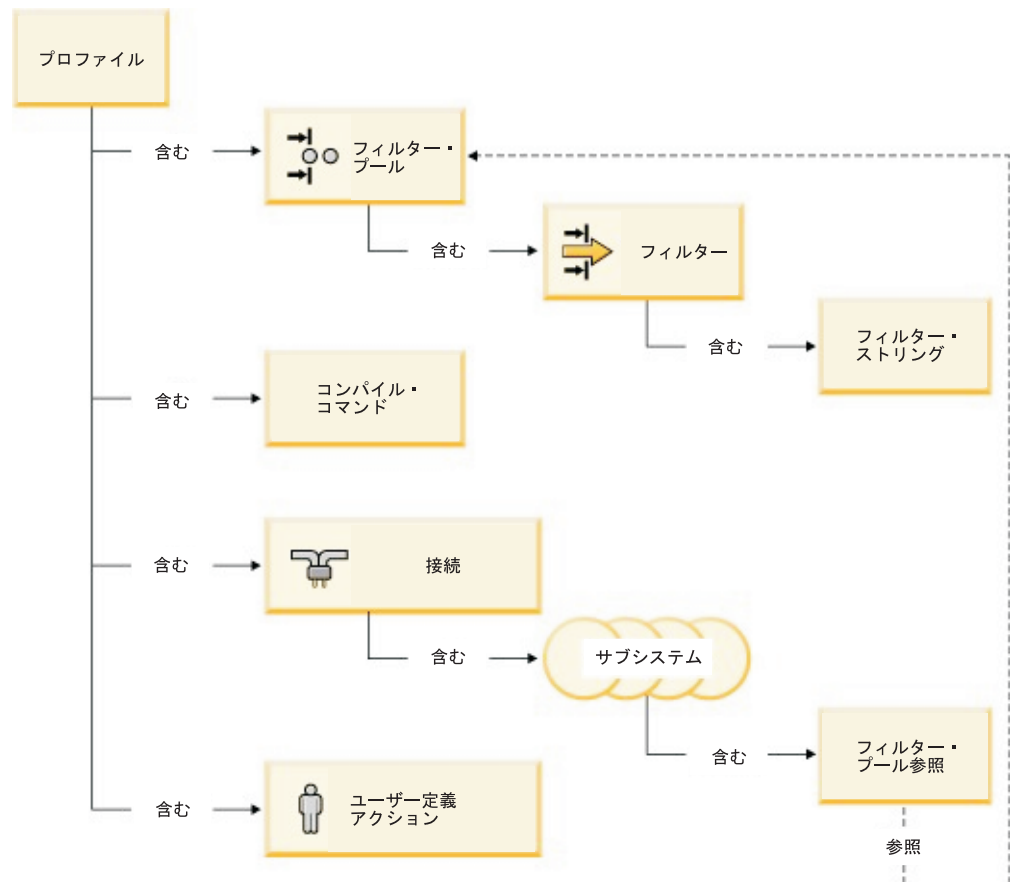 プロファイル
含む
フィルター・
プール
含む
フィルター
含む
フィルター・
ストリング
含む
コンパイル・
コマンド
含む
接続
含む
サブシステム
含む
フィルター・
プール参照
含む
ユーザー定義
アクション
参照